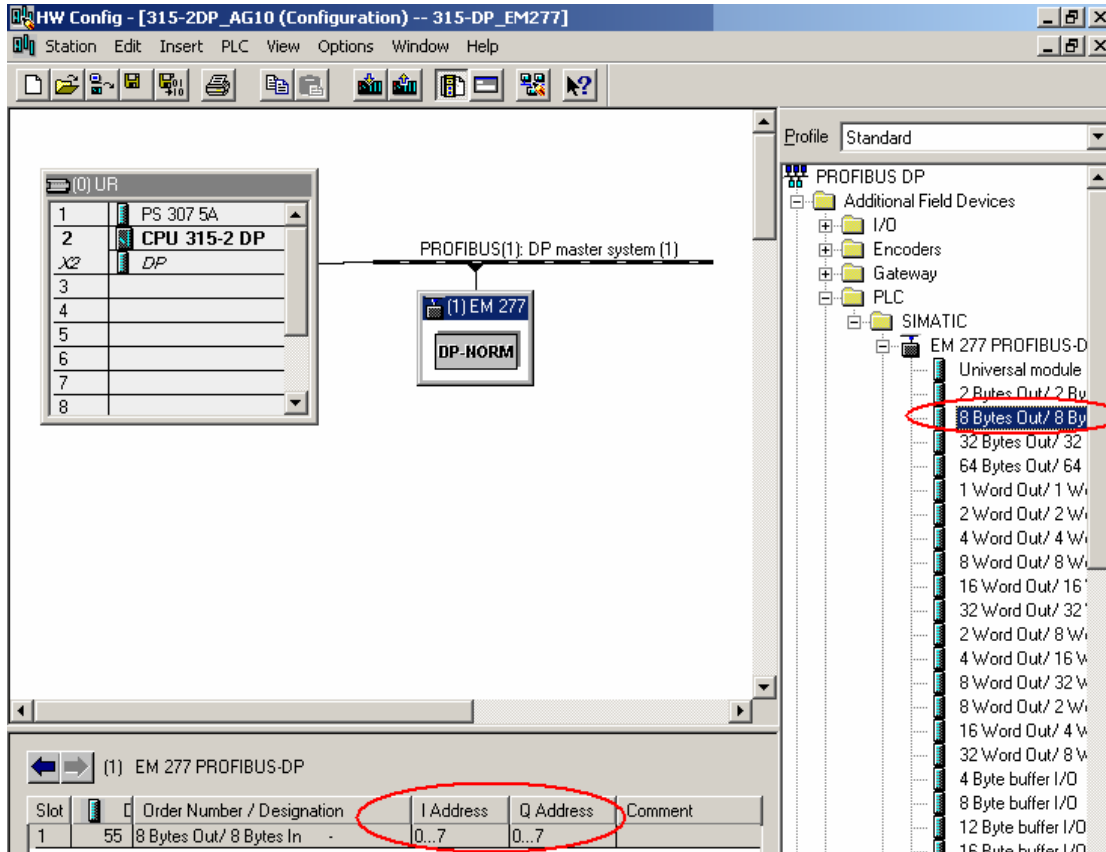 HW Config - [315-2DP_AG10 (Configuration) -- 315-DP_EM277]
Station Edit Insert PLC View Options Window Help
(0) UR
1 PS 307 5A
2 CPU 315-2 DP
X2 DP
3
4
5
6
7
8
PROFIBUS(1): DP master system (1)
(1) EM 277
DP-NORM
Profile Standard
PROFIBUS DP
Additional Field Devices
I/O
Encoders
Gateway
PLC
SIMATIC
EM 277 PROFIBUS-D
Universal module
2 Bytes Out/ 2 By
8 Bytes Out/ 8 By
32 Bytes Out/ 32
64 Bytes Out/ 64
1 Word Out/ 1 W
2 Word Out/ 2 W
4 Word Out/ 4 W
8 Word Out/ 8 W
16 Word Out/ 16
32 Word Out/ 32
2 Word Out/ 8 W
4 Word Out/ 16 W
8 Word Out/ 32 W
8 Word Out/ 2 W
16 Word Out/ 4 W
32 Word Out/ 8 W
4 Byte buffer I/O
8 Byte buffer I/O
12 Byte buffer I/O
16 Byte buffer I/O
(1) EM 277 PROFIBUS-DP
Slot D Order Number / Designation I Address Q Address Comment
1 55 8 Bytes Out/ 8 Bytes In - 0...7 0...7